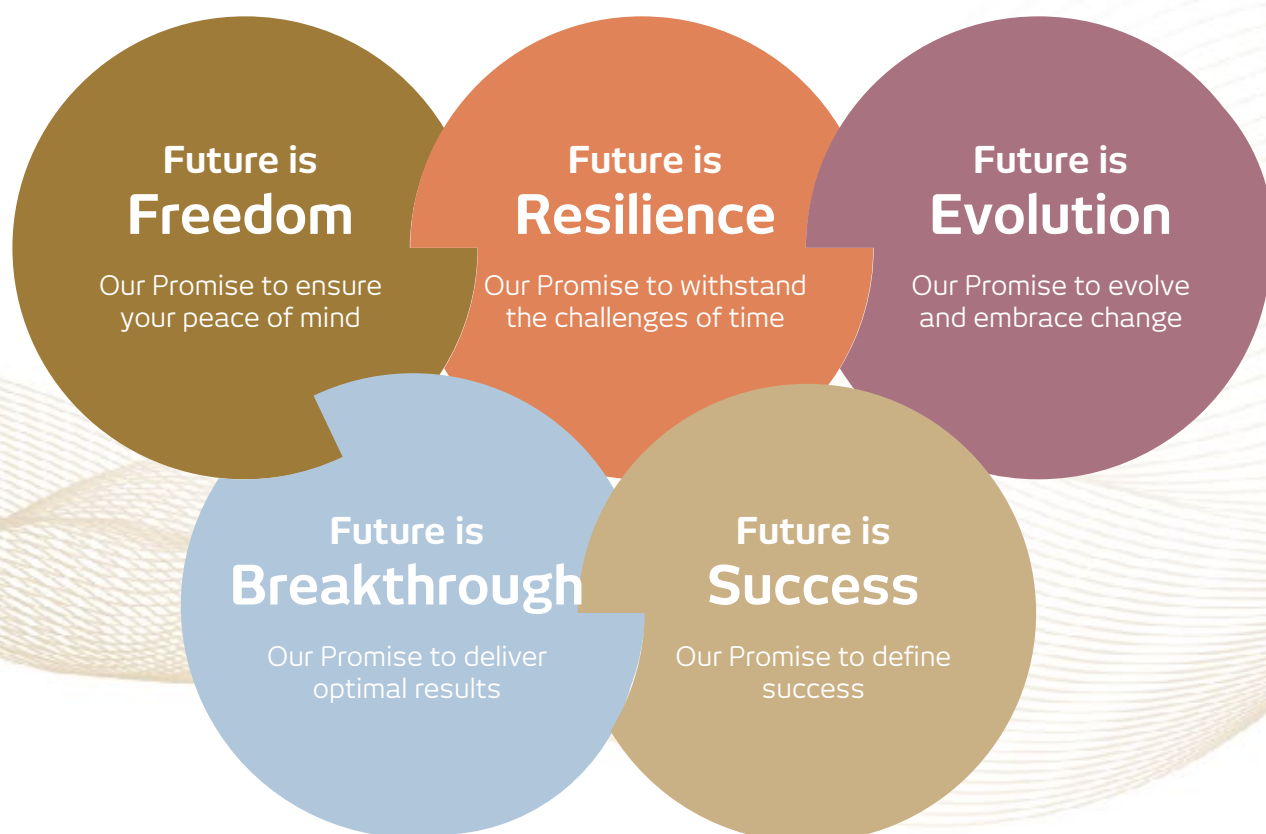 Future is
Freedom
Our Promise to ensure
your peace of mind
Future is
Resilience
Our Promise to withstand
the challenges of time
Future is
Evolution
Our Promise to evolve
and embrace change
Future is
Breakthrough
Our Promise to deliver
optimal results
Future is
Success
Our Promise to define
success